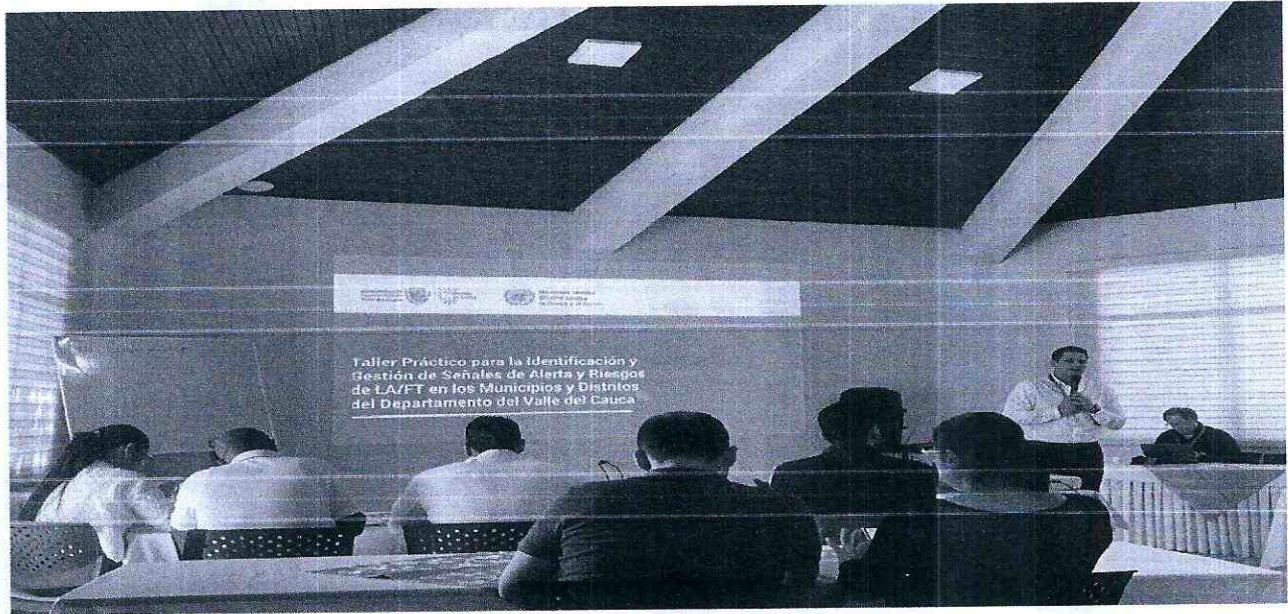 Taller Práctico para la Identificación y
Gestión de Señales de Alerta y Riesgos
de LA/FT en los Municipios y Distritos
del Departamento del Valle del Cauca